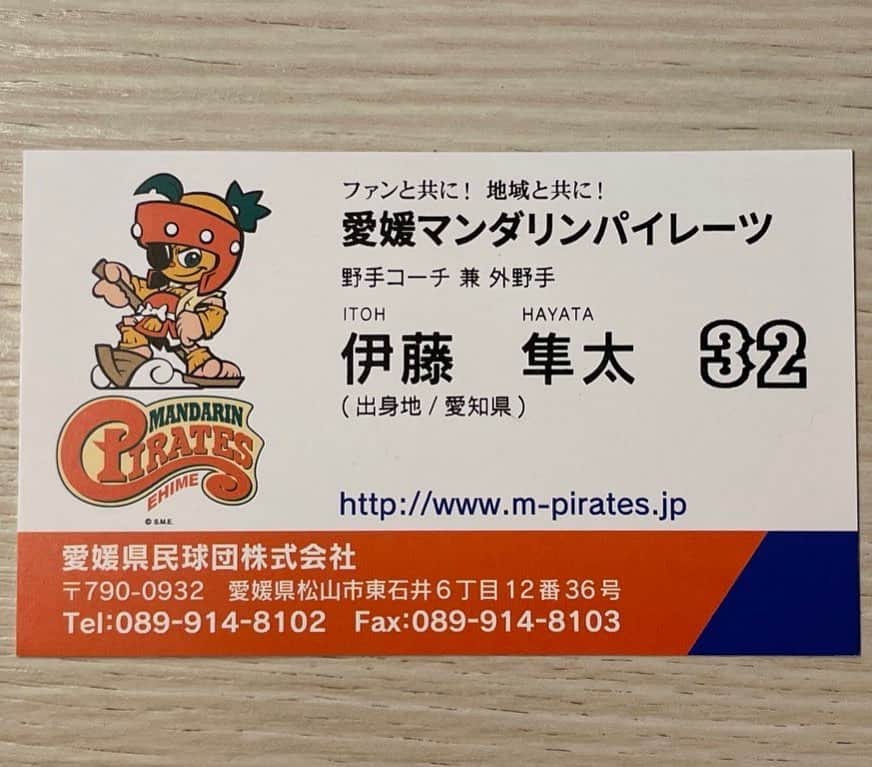 ファンと共に! 地域と共に!
愛媛マンダリンパイレーツ
野手コーチ 兼 外野手
ITOH HAYATA
伊藤 隼太 32
(出身地/愛知県)
MANDARIN
PIRATES
EHIME
© S.M.E.
http://www.m-pirates.jp
愛媛県民球団株式会社
〒790-0932 愛媛県松山市東石井6丁目12番36号
Tel:089-914-8102 Fax:089-914-8103